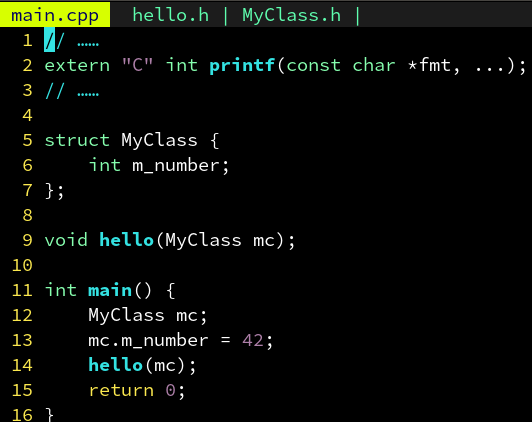 main.cpp hello.h | MyClass.h |
1 // ……
2 extern "C" int printf(const char *fmt, ...);
3 // ……
4
5 struct MyClass {
6     int m_number;
7 };
8
9 void hello(MyClass mc);
10
11 int main() {
12     MyClass mc;
13     mc.m_number = 42;
14     hello(mc);
15     return 0;
16 }